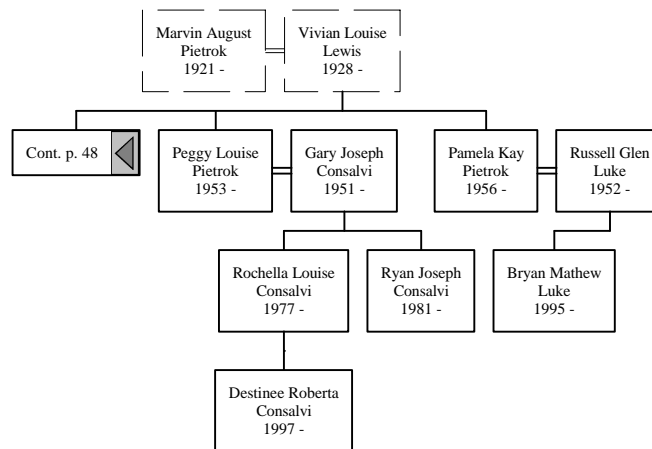 Marvin August
Pietrok
1921 -
Vivian Louise
Lewis
1928 -
Cont. p. 48
Peggy Louise
Pietrok
1953 -
Gary Joseph
Consalvi
1951 -
Pamela Kay
Pietrok
1956 -
Russell Glen
Luke
1952 -
Rochella Louise
Consalvi
1977 -
Ryan Joseph
Consalvi
1981 -
Bryan Mathew
Luke
1995 -
Destinee Roberta
Consalvi
1997 -